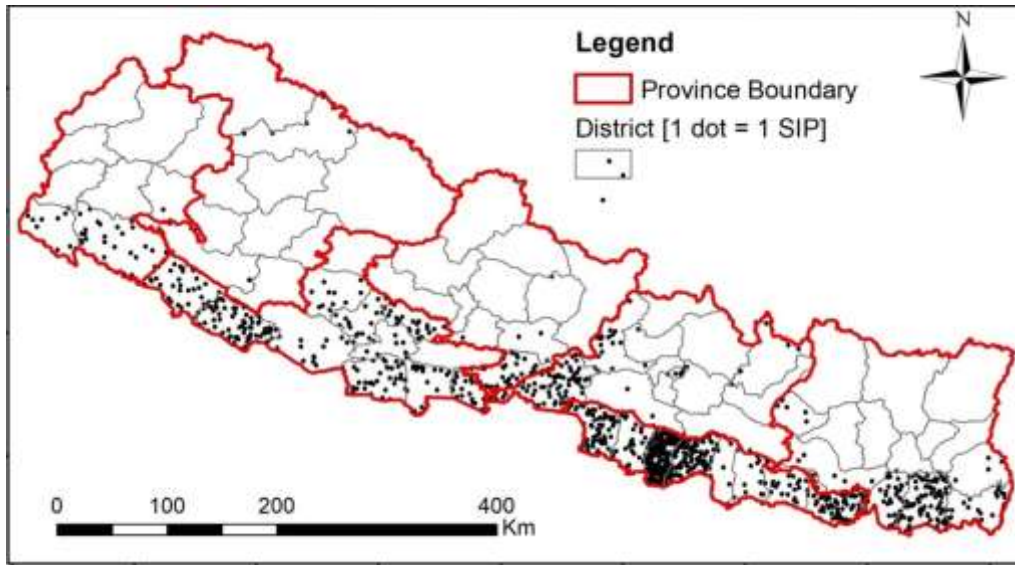 N
Legend
Province Boundary
District [1 dot = 1 SIP]
0 100 200 400
Km